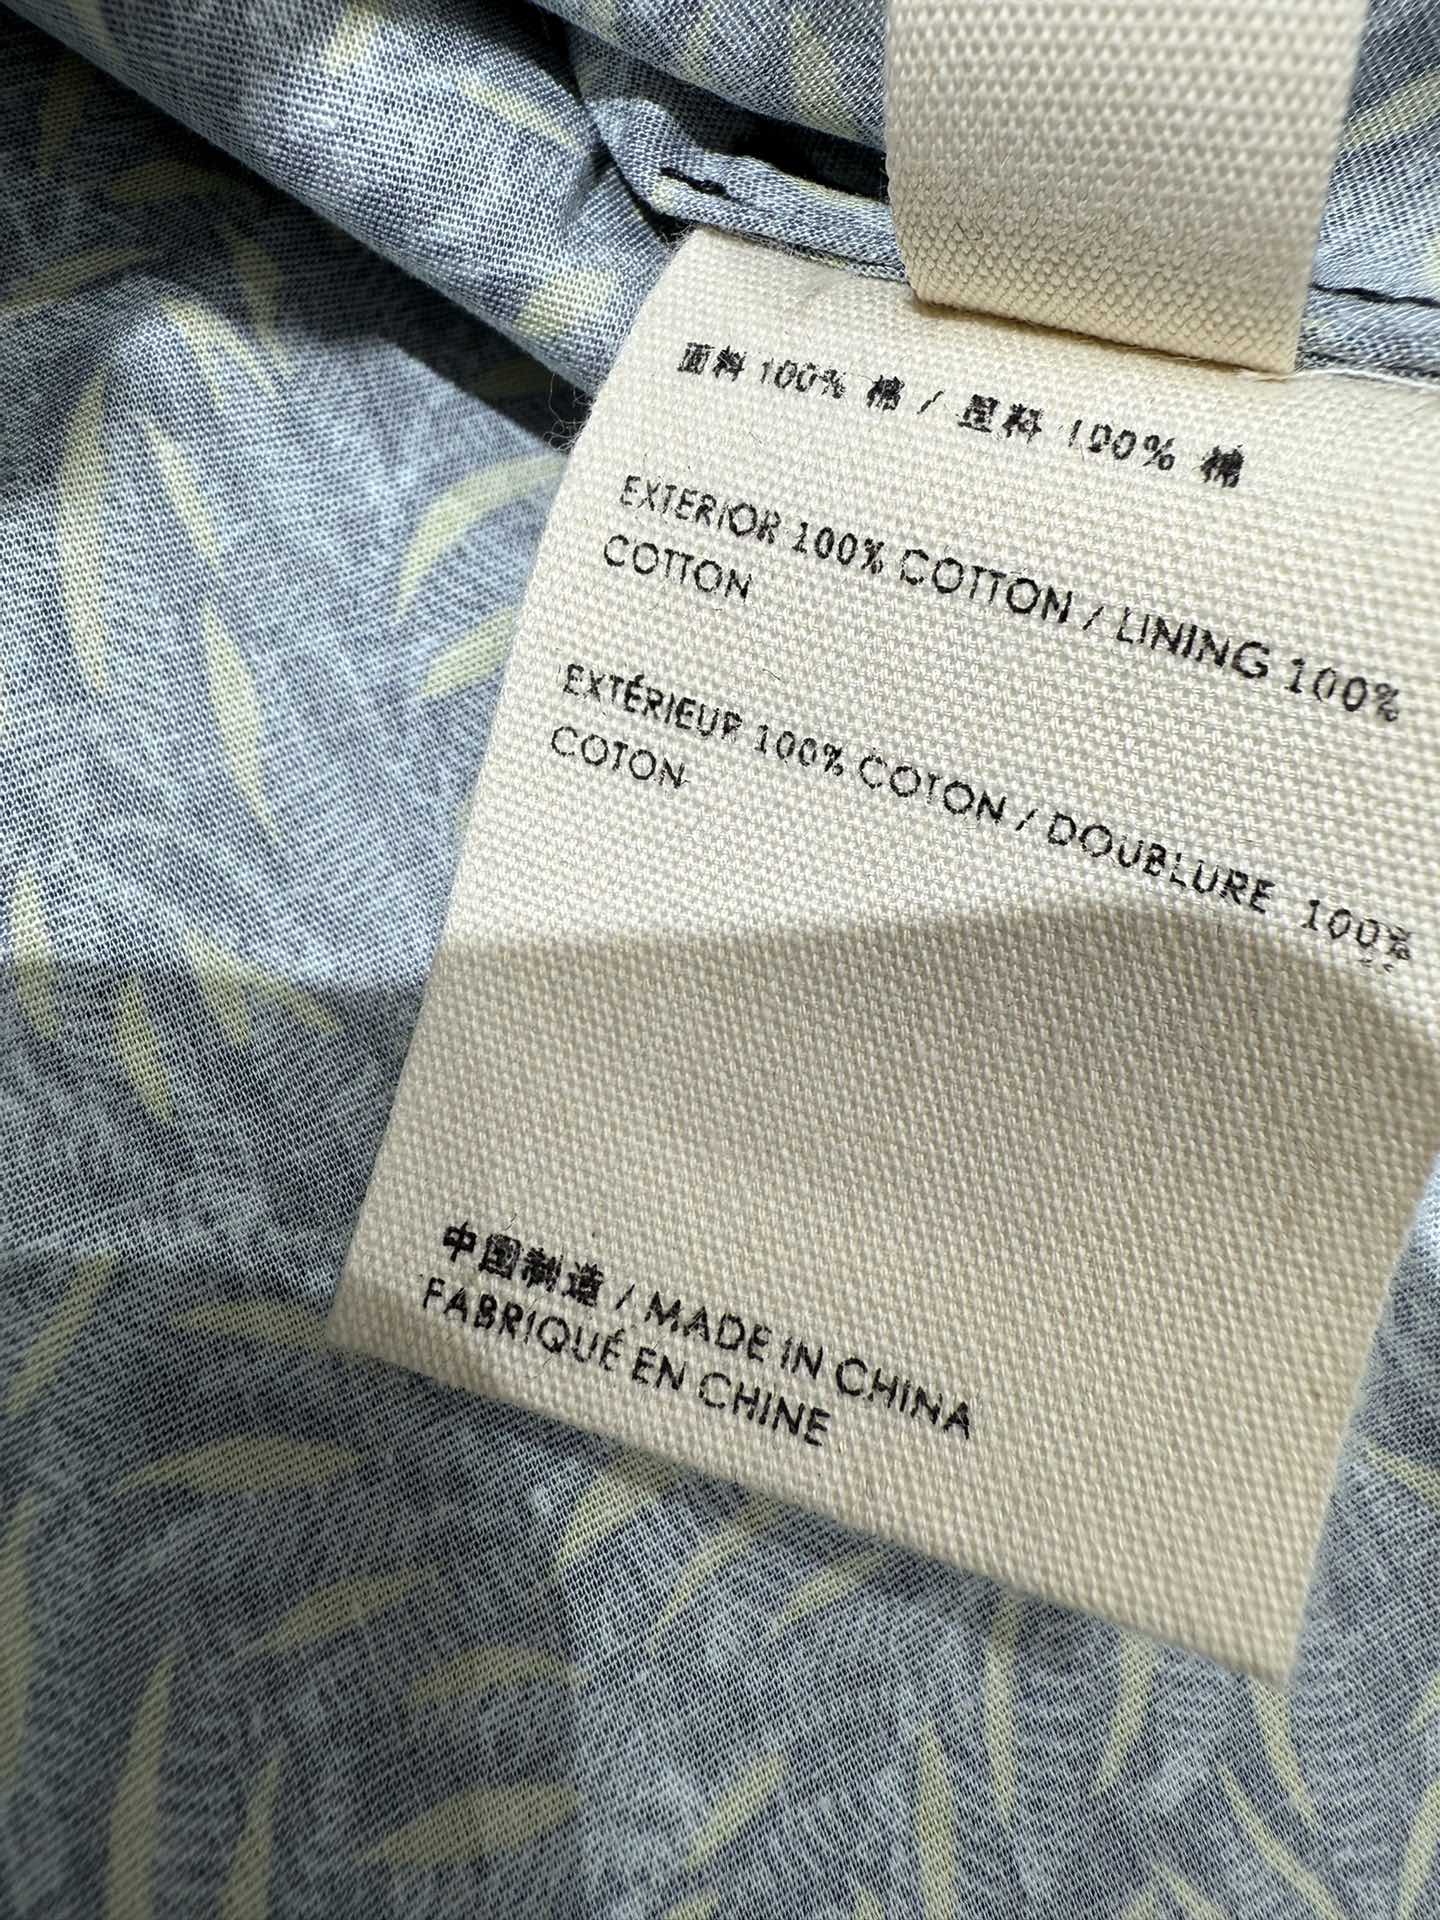 面料 100% 棉 / 里料 100% 棉
EXTERIOR 100% COTTON / LINING 100%
COTTON
EXTÉRIEUR 100% COTON / DOUBLURE 100%
COTON
中国制造 / MADE IN CHINA
FABRIQUÉ EN CHINE